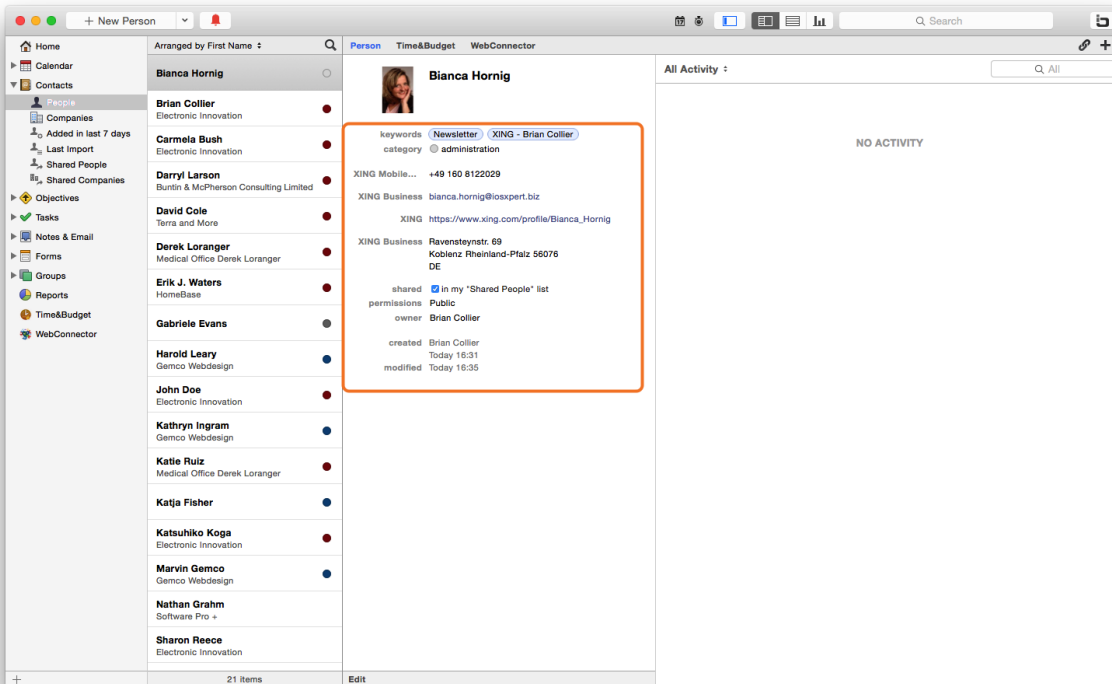 + New Person
Search
Home
Calendar
Contacts
People
Companies
Added in last 7 days
Last Import
Shared People
Shared Companies
Objectives
Tasks
Notes & Email
Forms
Groups
Reports
Time&Budget
WebConnector
+
Arranged by First Name
Bianca Hornig
Brian Collier
Electronic Innovation
Carmela Bush
Electronic Innovation
Darryl Larson
Buntin & McPherson Consulting Limited
David Cole
Terra and More
Derek Loranger
Medical Office Derek Loranger
Erik J. Waters
HomeBase
Gabriele Evans
Harold Leary
Gemco Webdesign
John Doe
Electronic Innovation
Kathryn Ingram
Gemco Webdesign
Katie Ruiz
Medical Office Derek Loranger
Katja Fisher
Katsuhiko Koga
Electronic Innovation
Marvin Gemco
Gemco Webdesign
Nathan Grahm
Software Pro +
Sharon Reece
Electronic Innovation
21 items
Person Time&Budget WebConnector
+
Bianca Hornig
keywords Newsletter XING - Brian Collier
category administration
XING Mobile... +49 160 8122029
XING Business bianca.hornig@iosxpert.biz
XING https://www.xing.com/profile/Bianca_Hornig
XING Business Ravensteynstr. 69
Koblenz Rheinland-Pfalz 56076
DE
shared in my "Shared People" list
permissions Public
owner Brian Collier
created Brian Collier
Today 16:31
modified Today 16:35
Edit
All Activity
All
NO ACTIVITY